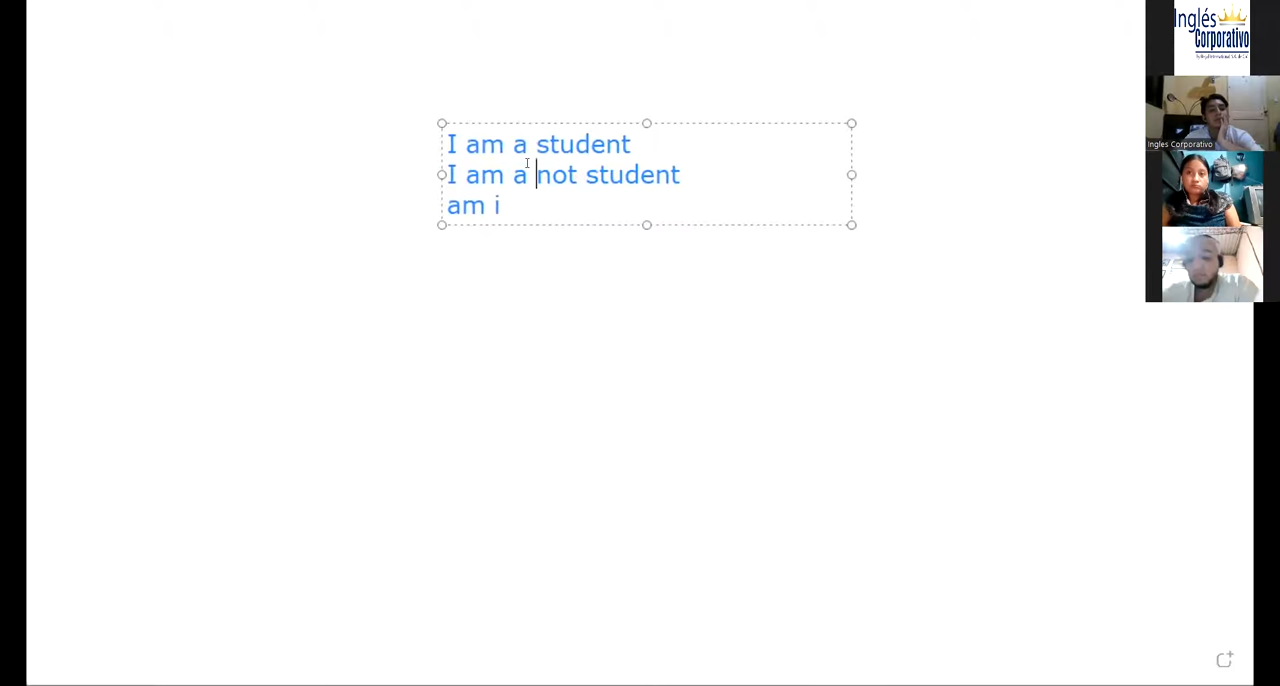 Inglés
Corporativo
I am a student
I am a not student
am i
Ingles Corporativo